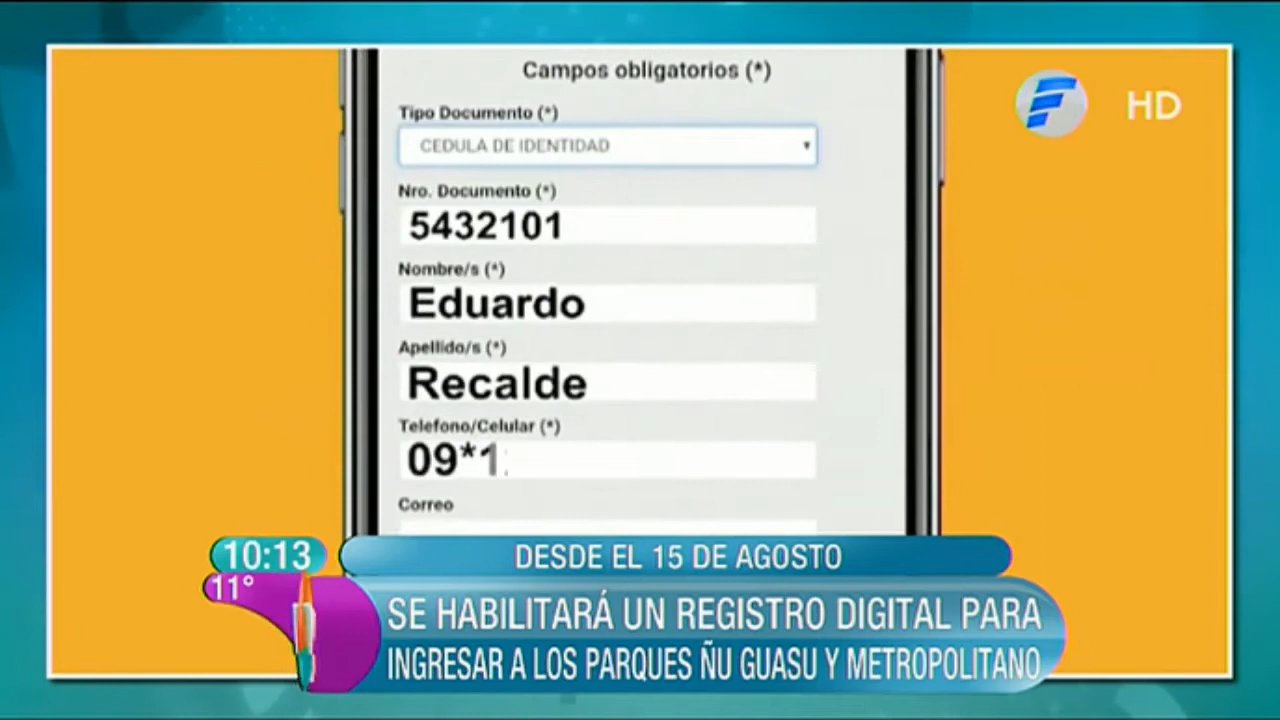 Campos obligatorios (*)
HD
Tipo Documento (*)
CEDULA DE IDENTIDAD
Nro. Documento (*)
5432101
Nombre/s (*)
Eduardo
Apellido/s (*)
Recalde
Telefono/Celular (*)
09*1
Correo
10:13
DESDE EL 15 DE AGOSTO
11°
SE HABILITARÁ UN REGISTRO DIGITAL PARA
INGRESAR A LOS PARQUES ÑU GUASU Y METROPOLITANO